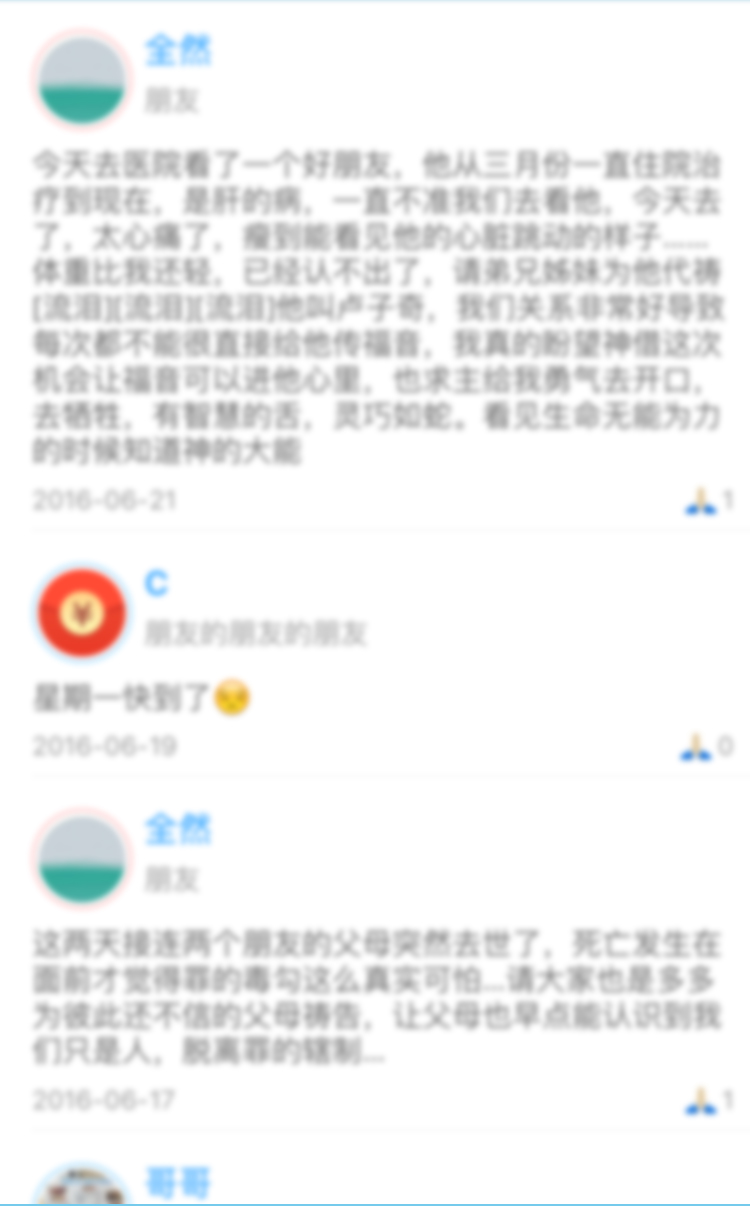 全然
朋友
今天去医院看了一个好朋友，他从三月份一直住院治
疗到现在，是肝的病，一直不准我们去看他，今天去
了，太心痛了，瘦到能看见他的心脏跳动的样子……
体重比我还轻，已经认不出了，请弟兄姊妹为他代祷
[流泪][流泪][流泪]他叫卢子奇，我们关系非常好导致
每次都不能很直接给他传福音，我真的盼望神借这次
机会让福音可以进他心里，也求主给我勇气去开口，
去牺牲，有智慧的舌，灵巧如蛇。看见生命无能为力
的时候知道神的大能
2016-06-21
🙏 1
C
朋友的朋友的朋友
星期一快到了😣
2016-06-19
🙏 0
全然
朋友
这两天接连两个朋友的父母突然去世了，死亡发生在
面前才觉得罪的毒勾这么真实可怕...请大家也是多多
为彼此还不信的父母祷告，让父母也早点能认识到我
们只是人，脱离罪的辖制...
2016-06-17
🙏 1
哥哥